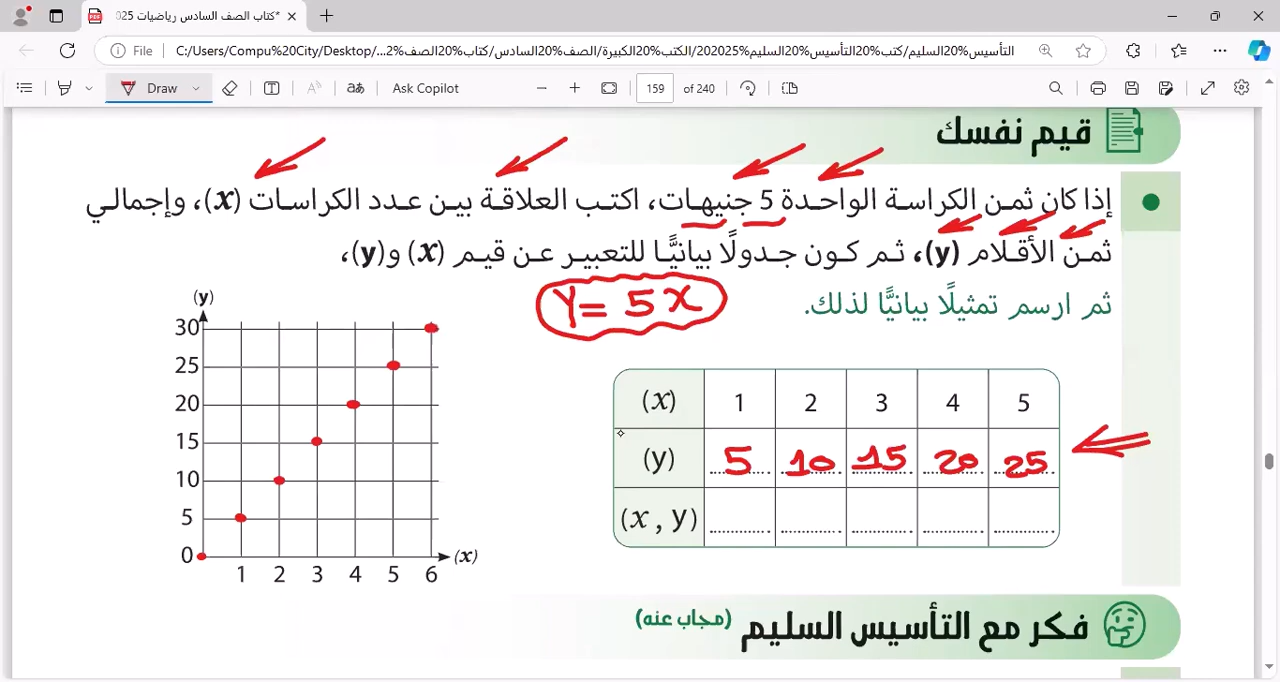 *كتاب الصف السادس رياضيات 025
File
C:/Users/Compu%20City/Desktop/...التأسيس%20السليم/كتب%20التأسيس%20السليم%202025/الكتب%20الكبيرة/الصف%20السادس/كتاب%20الصف%2
Draw
Ask Copilot
159 of 240
قيم نفسك
إذا كان ثمن الكراسة الواحدة 5 جنيهات، اكتب العلاقة بين عدد الكراسات (x)، وإجمالي
ثمن الأقلام (y)، ثم كون جدولًا بيانيًّا للتعبير عن قيم (x) و(y)،
ثم ارسم تمثيلًا بيانيًّا لذلك.
Y = 5x
(x) 1 2 3 4 5
(y) 5 10 15 20 25
(x , y)
(y)
30
25
20
15
10
5
0
(x)
1 2 3 4 5 6
فكر مع التأسيس السليم (مجاب عنه)